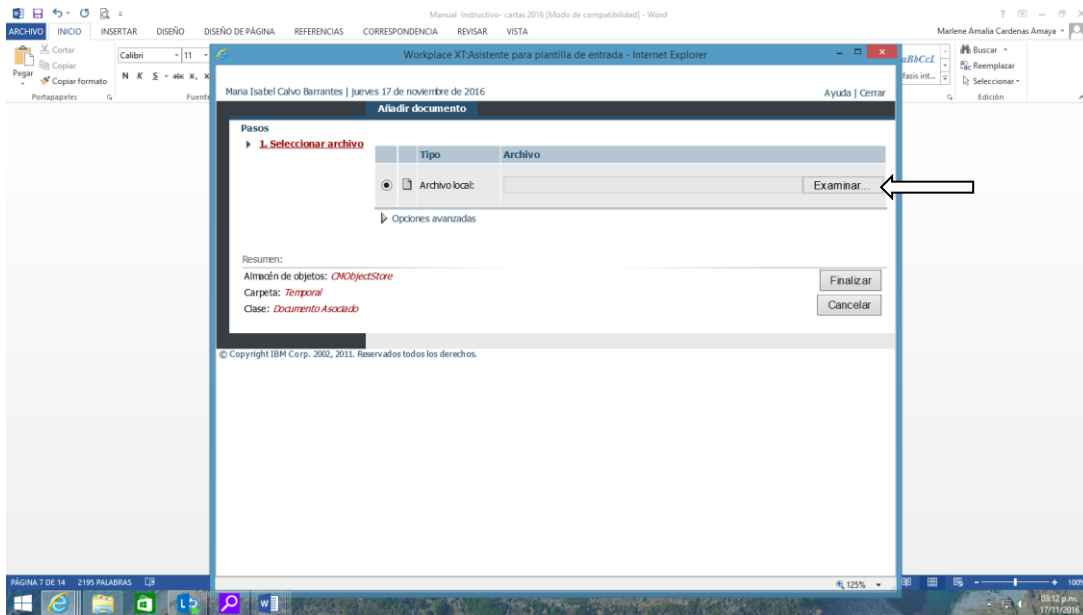 Manual Instructivo- cartas 2016 [Modo de compatibilidad] - Word
ARCHIVO INICIO INSERTAR DISEÑO DISEÑO DE PÁGINA REFERENCIAS CORRESPONDENCIA REVISAR VISTA Marlene Amalia Cardenas Amaya
Cortar
Copiar
Pegar
Copiar formato
Portapapeles
Calibri 11
N K S abc X, X
Fuente
Buscar
Reemplazar
Seleccionar
Edición
aBbCcL
fasis int...
Workplace XT:Asistente para plantilla de entrada - Internet Explorer
Maria Isabel Calvo Barrantes | jueves 17 de noviembre de 2016 Ayuda | Cerrar
Añadir documento
Pasos
1. Seleccionar archivo
Tipo Archivo
Archivo local: Examinar...
Opciones avanzadas
Resumen:
Almacén de objetos: CMObjectStore
Carpeta: Temporal
Clase: Documento Asociado
Finalizar
Cancelar
© Copyright IBM Corp. 2002, 2011. Reservados todos los derechos.
125%
PÁGINA 7 DE 14 2195 PALABRAS 100
03:12 p.m.
17/11/2016